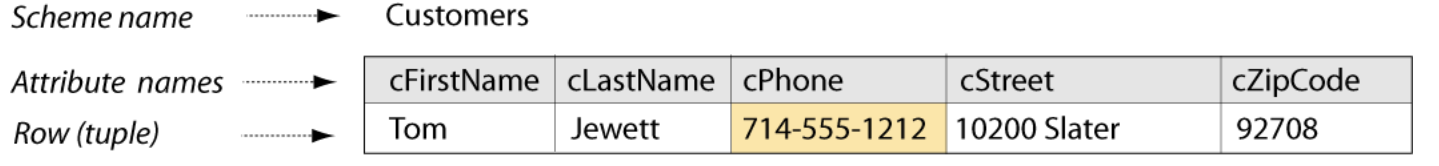 Scheme name Customers
Attribute names cFirstName cLastName cPhone cStreet cZipCode
Row (tuple) Tom Jewett 714-555-1212 10200 Slater 92708